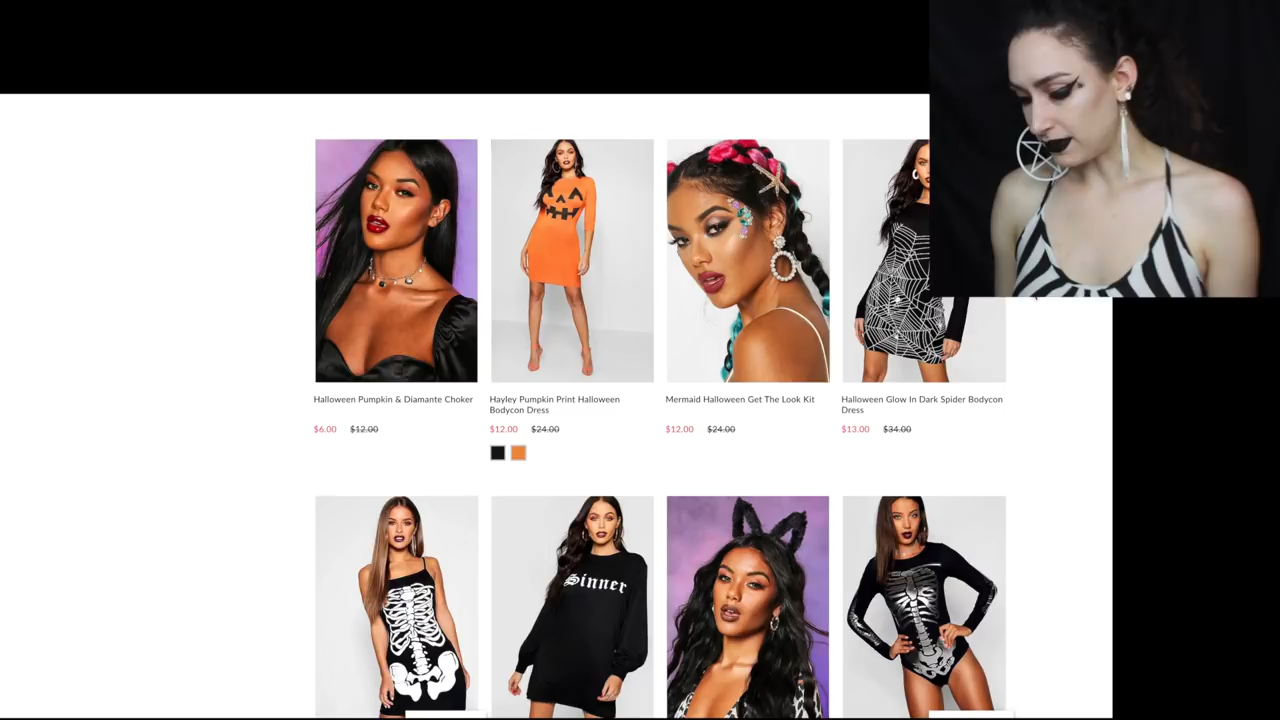 Halloween Pumpkin & Diamante Choker
$6.00 $12.00
Hayley Pumpkin Print Halloween
Bodycon Dress
$12.00 $24.00
Mermaid Halloween Get The Look Kit
$12.00 $24.00
Halloween Glow In Dark Spider Bodycon
Dress
$13.00 $34.00
Sinner